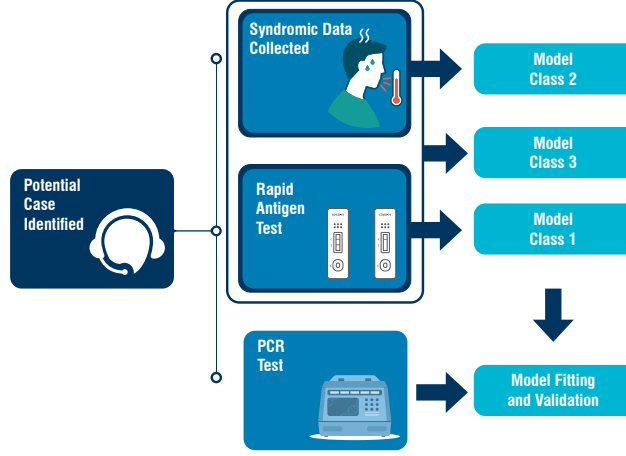 Potential
Case
Identified
Syndromic Data
Collected
Rapid
Antigen
Test
PCR
Test
Model
Class 2
Model
Class 3
Model
Class 1
Model Fitting
and Validation